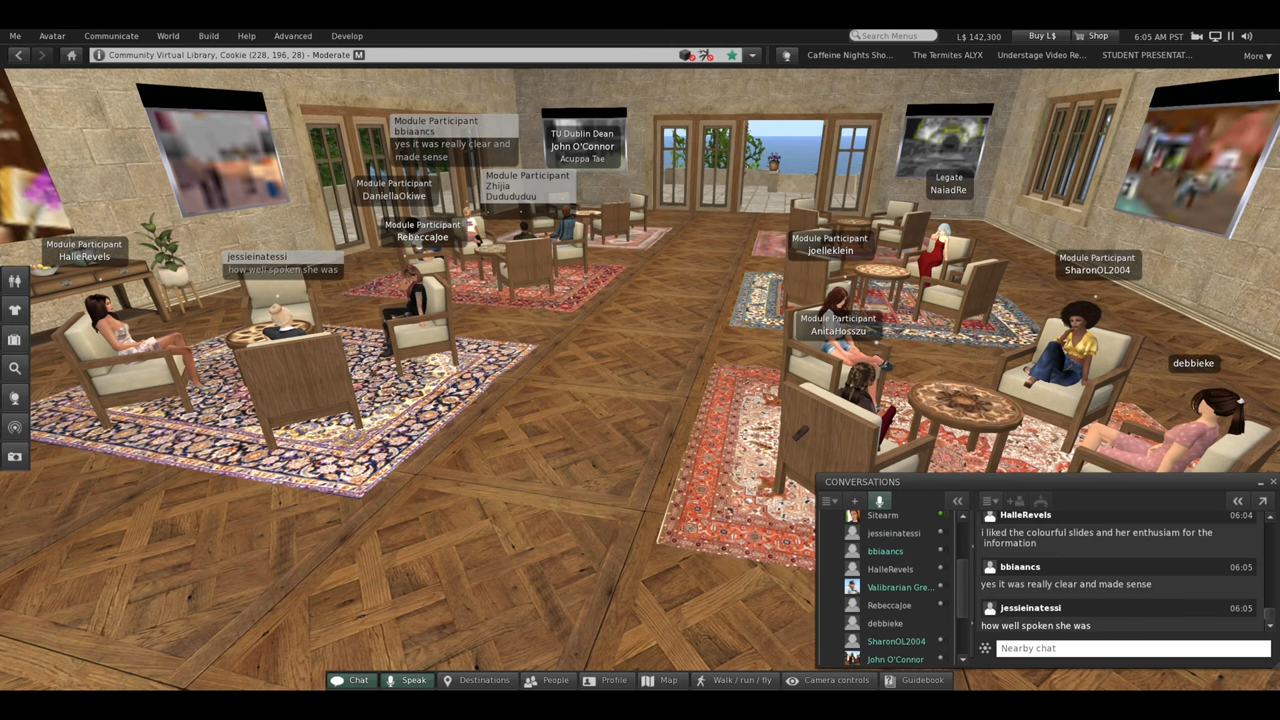 Me Avatar Communicate World Build Help Advanced Develop
Search Menus L$ 142,300 Buy L$ Shop 6:05 AM PST
Community Virtual Library, Cookie (228, 196, 28) - Moderate M
Caffeine Nights Sho... The Termites ALYX Understage Video Re... STUDENT PRESENTAT... More ▾
Module Participant
bbiaancs
yes it was really clear and
made sense
TU Dublin Dean
John O'Connor
Acuppa Tae
Module Participant
Zhijia
Dudududuu
Module Participant
DaniellaOkiwe
Legate
NaiadRe
Module Participant
RebeccaJoe
Module Participant
HalleRevels
jessieinatessi
how well spoken she was
Module Participant
joelleklein
Module Participant
SharonOL2004
Module Participant
AnitaHosszu
debbieke
CONVERSATIONS
Sitearm
jessieinatessi
bbiaancs
HalleRevels
Valibrarian Gre...
RebeccaJoe
debbieke
SharonOL2004
John O'Connor
HalleRevels 06:04
i liked the colourful slides and her enthusiam for the
information
bbiaancs 06:05
yes it was really clear and made sense
jessieinatessi 06:05
how well spoken she was
Nearby chat
Chat Speak Destinations People Profile Map Walk / run / fly Camera controls Guidebook